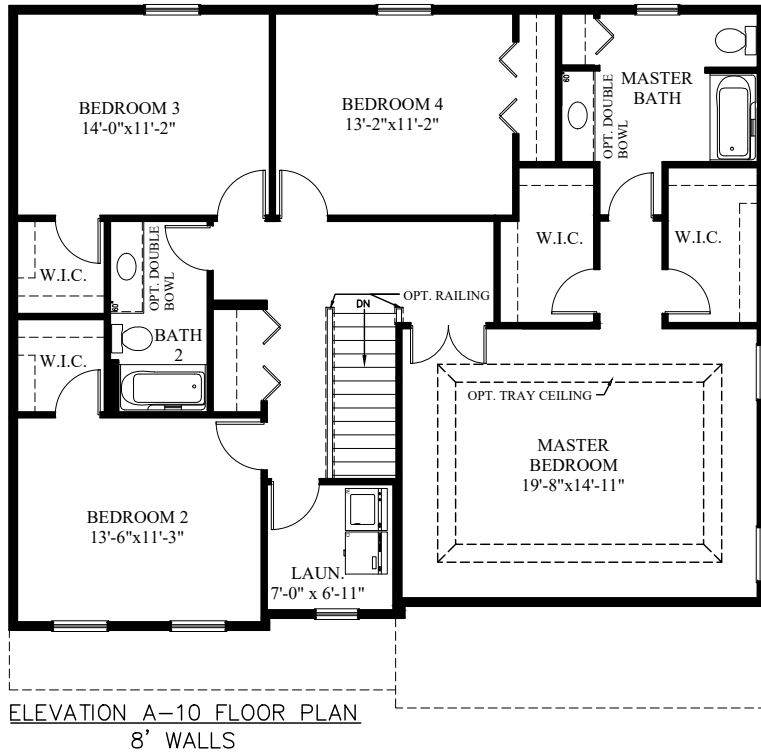 BEDROOM 3
14'-0"x11'-2"
BEDROOM 4
13'-2"x11'-2"
MASTER
BATH
60"
OPT. DOUBLE
BOWL
W.I.C.
W.I.C.
W.I.C.
60"
OPT. DOUBLE
BOWL
BATH
2
W.I.C.
DN
OPT. RAILING
OPT. TRAY CEILING
MASTER
BEDROOM
19'-8"x14'-11"
BEDROOM 2
13'-6"x11'-3"
LAUN.
7'-0" x 6'-11"
ELEVATION A-10 FLOOR PLAN
8' WALLS